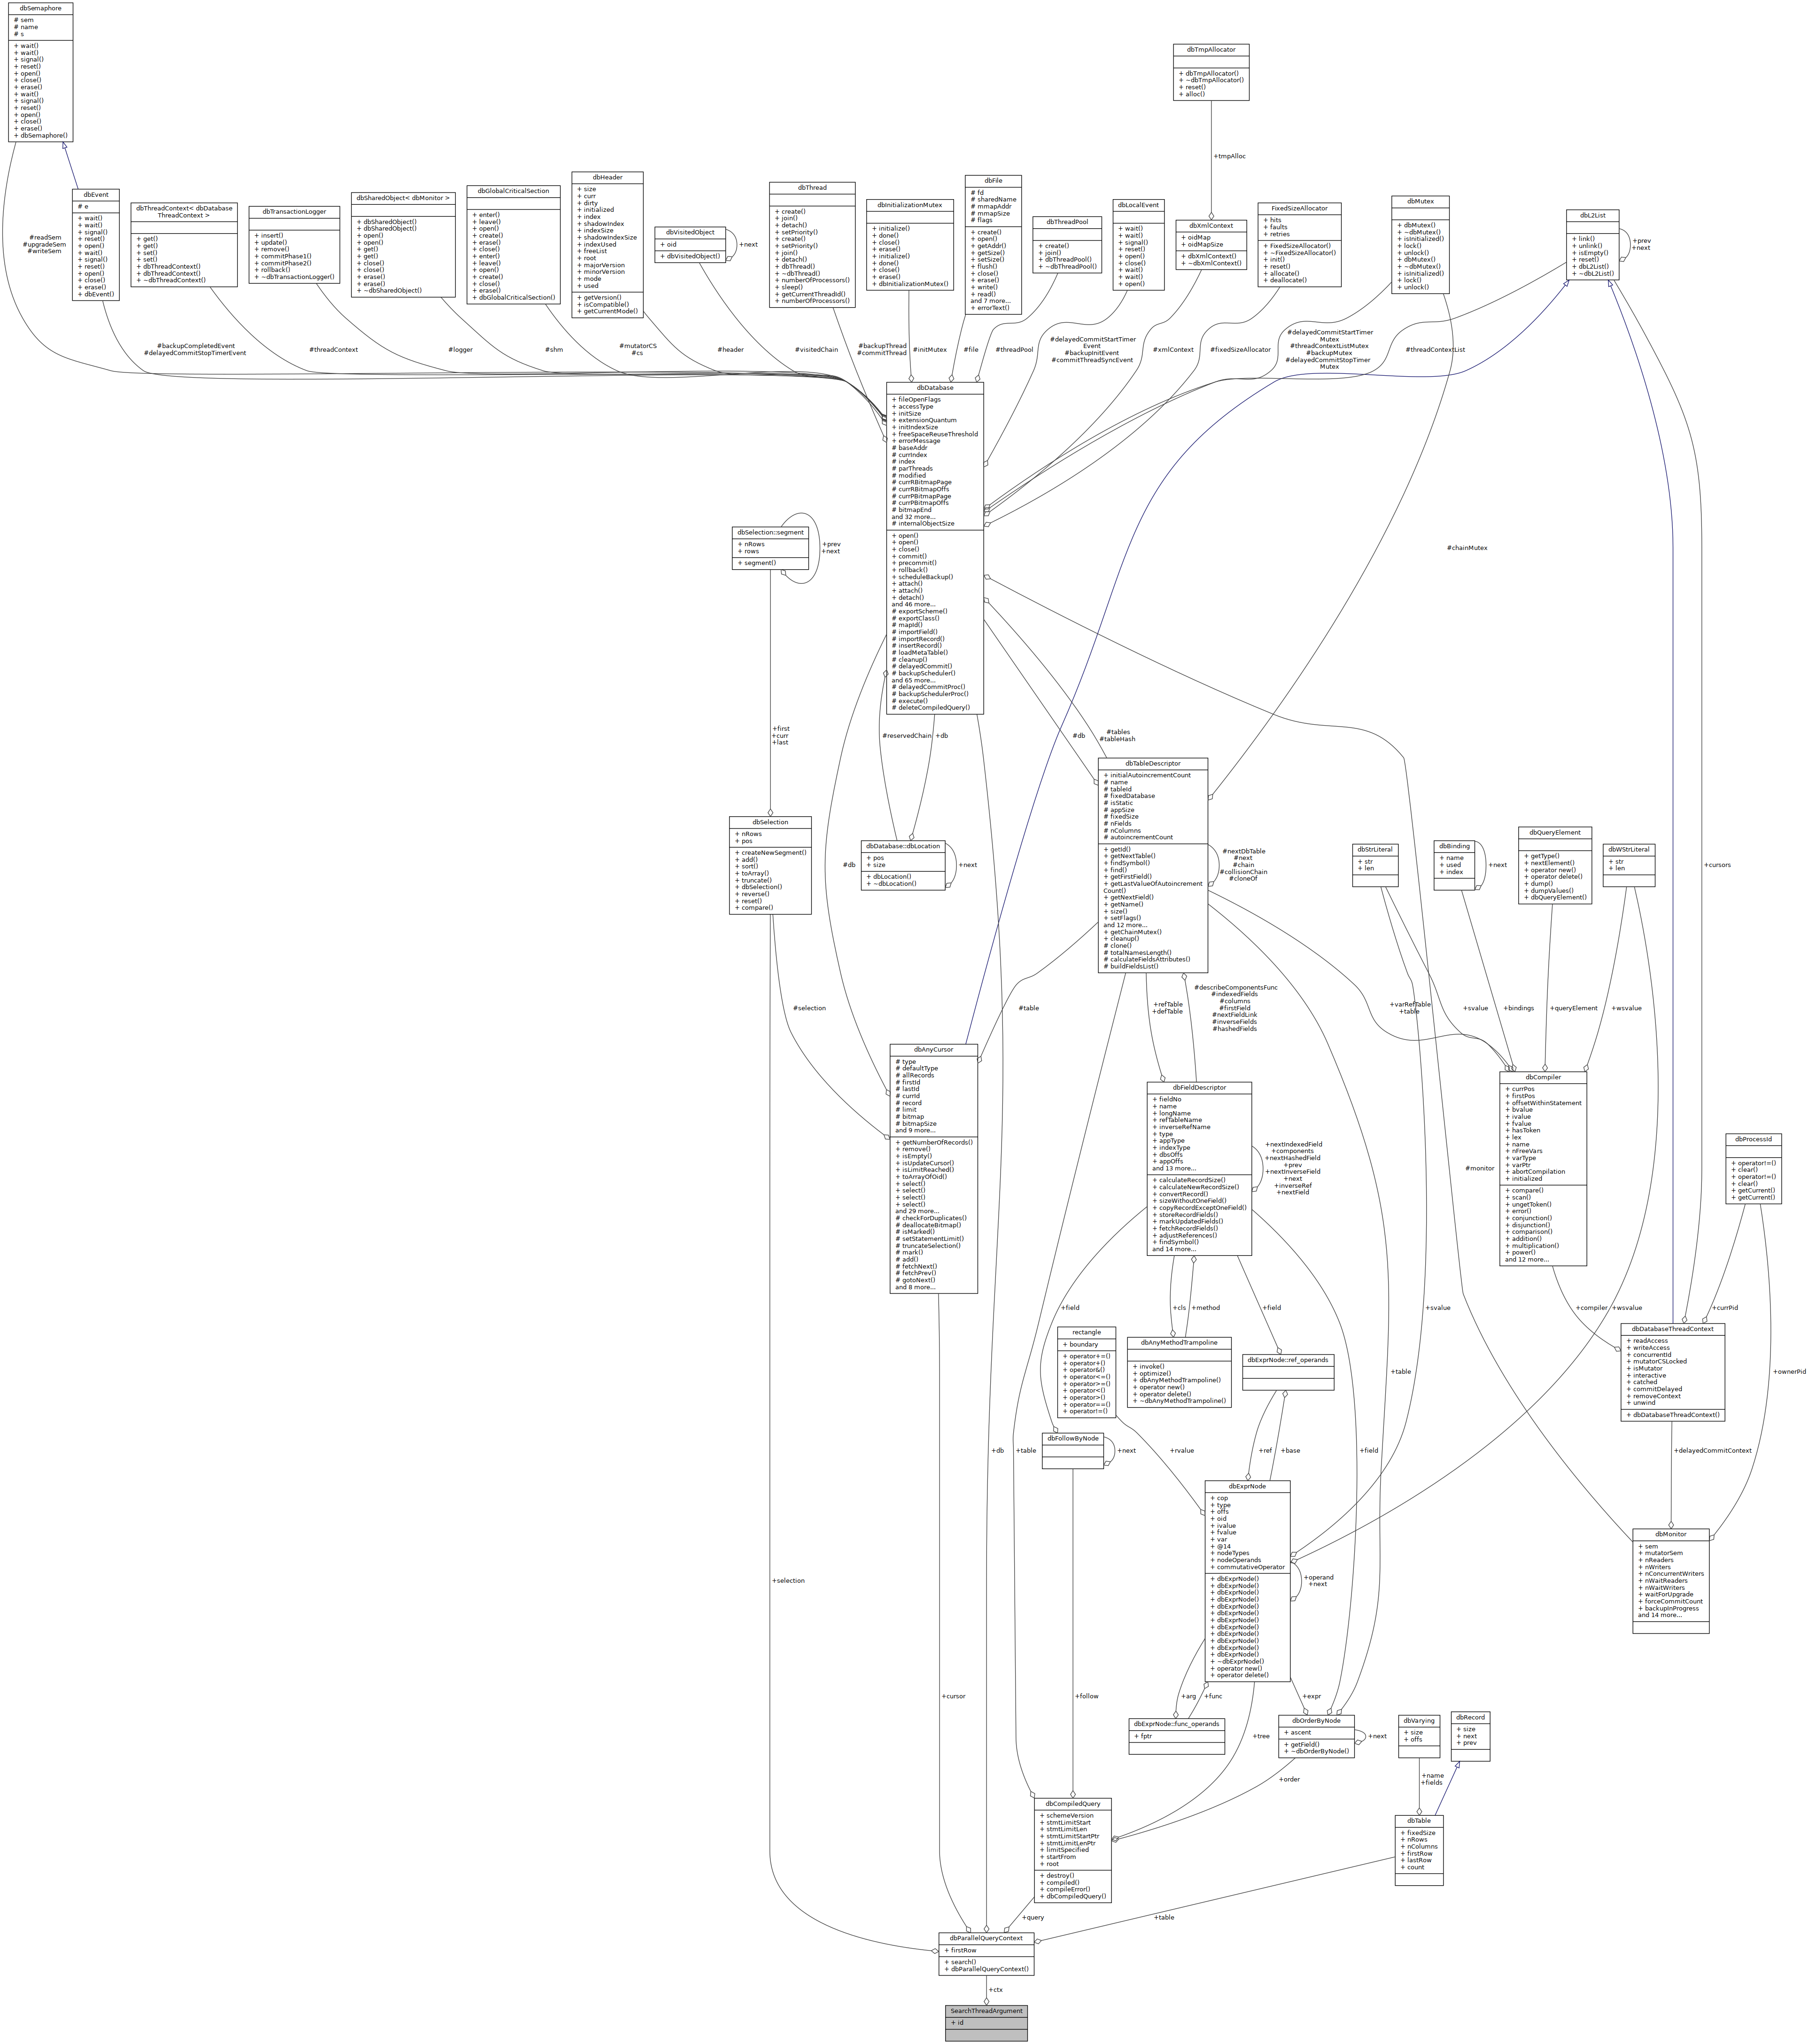 dbSemaphore
# sem
# name
# s
+ wait()
+ wait()
+ signal()
+ reset()
+ open()
+ close()
+ erase()
+ wait()
+ signal()
+ reset()
+ open()
+ close()
+ erase()
+ dbSemaphore()
dbTmpAllocator
+ dbTmpAllocator()
+ ~dbTmpAllocator()
+ reset()
+ alloc()
+tmpAlloc
dbEvent
# e
+ wait()
+ wait()
+ signal()
+ reset()
+ open()
+ wait()
+ signal()
+ reset()
+ open()
+ close()
+ erase()
+ dbEvent()
dbThreadContext< dbDatabase
ThreadContext >
+ get()
+ get()
+ set()
+ set()
+ dbThreadContext()
+ dbThreadContext()
+ ~dbThreadContext()
dbTransactionLogger
+ insert()
+ update()
+ remove()
+ commitPhase1()
+ commitPhase2()
+ rollback()
+ ~dbTransactionLogger()
dbSharedObject< dbMonitor >
+ dbSharedObject()
+ dbSharedObject()
+ open()
+ open()
+ get()
+ get()
+ close()
+ close()
+ erase()
+ erase()
+ ~dbSharedObject()
dbGlobalCriticalSection
+ enter()
+ leave()
+ open()
+ create()
+ erase()
+ close()
+ enter()
+ leave()
+ open()
+ create()
+ close()
+ erase()
+ dbGlobalCriticalSection()
dbHeader
+ size
+ curr
+ dirty
+ initialized
+ index
+ shadowIndex
+ indexSize
+ shadowIndexSize
+ indexUsed
+ freeList
+ root
+ majorVersion
+ minorVersion
+ mode
+ used
+ getVersion()
+ isCompatible()
+ getCurrentMode()
dbVisitedObject
+ oid
+ dbVisitedObject()
+next
dbThread
+ create()
+ join()
+ detach()
+ setPriority()
+ create()
+ setPriority()
+ join()
+ detach()
+ dbThread()
+ ~dbThread()
+ numberOfProcessors()
+ sleep()
+ getCurrentThreadId()
+ numberOfProcessors()
dbInitializationMutex
+ initialize()
+ done()
+ close()
+ erase()
+ initialize()
+ done()
+ close()
+ erase()
+ dbInitializationMutex()
dbFile
# fd
# sharedName
# mmapAddr
# mmapSize
# flags
+ create()
+ open()
+ getAddr()
+ getSize()
+ setSize()
+ flush()
+ close()
+ erase()
+ write()
+ read()
and 7 more...
+ errorText()
dbThreadPool
+ create()
+ join()
+ dbThreadPool()
+ ~dbThreadPool()
dbLocalEvent
+ wait()
+ wait()
+ signal()
+ reset()
+ open()
+ close()
+ wait()
+ wait()
+ open()
dbXmlContext
+ oidMap
+ oidMapSize
+ dbXmlContext()
+ ~dbXmlContext()
FixedSizeAllocator
+ hits
+ faults
+ retries
+ FixedSizeAllocator()
+ ~FixedSizeAllocator()
+ init()
+ reset()
+ allocate()
+ deallocate()
dbMutex
+ dbMutex()
+ ~dbMutex()
+ isInitialized()
+ lock()
+ unlock()
+ dbMutex()
+ ~dbMutex()
+ isInitialized()
+ lock()
+ unlock()
dbL2List
+ link()
+ unlink()
+ isEmpty()
+ reset()
+ dbL2List()
+ ~dbL2List()
+prev
+next
#readSem
#upgradeSem
#writeSem
#backupCompletedEvent
#delayedCommitStopTimerEvent
#threadContext
#logger
#shm
#mutatorCS
#cs
#header
#visitedChain
#backupThread
#commitThread
#initMutex
#file
#threadPool
#delayedCommitStartTimer
Event
#backupInitEvent
#commitThreadSyncEvent
#xmlContext
#fixedSizeAllocator
#delayedCommitStartTimer
Mutex
#threadContextListMutex
#backupMutex
#delayedCommitStopTimer
Mutex
#threadContextList
dbDatabase
+ fileOpenFlags
+ accessType
+ initSize
+ extensionQuantum
+ initIndexSize
+ freeSpaceReuseThreshold
+ errorMessage
# baseAddr
# currIndex
# index
# parThreads
# modified
# currRBitmapPage
# currRBitmapOffs
# currPBitmapPage
# currPBitmapOffs
# bitmapEnd
and 32 more...
# internalObjectSize
+ open()
+ open()
+ close()
+ commit()
+ precommit()
+ rollback()
+ scheduleBackup()
+ attach()
+ attach()
+ detach()
and 46 more...
# exportScheme()
# exportClass()
# mapId()
# importField()
# importRecord()
# insertRecord()
# loadMetaTable()
# cleanup()
# delayedCommit()
# backupScheduler()
and 65 more...
# delayedCommitProc()
# backupSchedulerProc()
# execute()
# deleteCompiledQuery()
dbSelection::segment
+ nRows
+ rows
+ segment()
+prev
+next
#chainMutex
+first
+curr
+last
#reservedChain
+db
#db
#tables
#tableHash
dbTableDescriptor
+ initialAutoincrementCount
# name
# tableId
# fixedDatabase
# isStatic
# appSize
# fixedSize
# nFields
# nColumns
# autoincrementCount
+ getId()
+ getNextTable()
+ findSymbol()
+ find()
+ getFirstField()
+ getLastValueOfAutoincrement
Count()
+ getNextField()
+ getName()
+ size()
+ setFlags()
and 12 more...
+ getChainMutex()
+ cleanup()
# clone()
# totalNamesLength()
# calculateFieldsAttributes()
# buildFieldsList()
#nextDbTable
#next
#chain
#collisionChain
#cloneOf
dbSelection
+ nRows
+ pos
+ createNewSegment()
+ add()
+ sort()
+ toArray()
+ truncate()
+ dbSelection()
+ reverse()
+ reset()
+ compare()
#db
dbDatabase::dbLocation
+ pos
+ size
+ dbLocation()
+ ~dbLocation()
+next
dbStrLiteral
+ str
+ len
dbBinding
+ name
+ used
+ index
+next
dbQueryElement
+ getType()
+ nextElement()
+ operator new()
+ operator delete()
+ dump()
+ dumpValues()
+ dbQueryElement()
dbWStrLiteral
+ str
+ len
+cursors
#selection
#table
+refTable
+defTable
#describeComponentsFunc
#indexedFields
#columns
#firstField
#nextFieldLink
#inverseFields
#hashedFields
+varRefTable
+table
+svalue
+bindings
+queryElement
+wsvalue
dbAnyCursor
# type
# defaultType
# allRecords
# firstId
# lastId
# currId
# record
# limit
# bitmap
# bitmapSize
and 9 more...
+ getNumberOfRecords()
+ remove()
+ isEmpty()
+ isUpdateCursor()
+ isLimitReached()
+ toArrayOfOid()
+ select()
+ select()
+ select()
+ select()
and 29 more...
# checkForDuplicates()
# deallocateBitmap()
# isMarked()
# setStatementLimit()
# truncateSelection()
# mark()
# add()
# fetchNext()
# fetchPrev()
# gotoNext()
and 8 more...
dbFieldDescriptor
+ fieldNo
+ name
+ longName
+ refTableName
+ inverseRefName
+ type
+ appType
+ indexType
+ dbsOffs
+ appOffs
and 13 more...
+ calculateRecordSize()
+ calculateNewRecordSize()
+ convertRecord()
+ sizeWithoutOneField()
+ copyRecordExceptOneField()
+ storeRecordFields()
+ markUpdatedFields()
+ fetchRecordFields()
+ adjustReferences()
+ findSymbol()
and 14 more...
+nextIndexedField
+components
+nextHashedField
+prev
+nextInverseField
+next
+inverseRef
+nextField
dbCompiler
+ currPos
+ firstPos
+ offsetWithinStatement
+ bvalue
+ ivalue
+ fvalue
+ hasToken
+ lex
+ name
+ nFreeVars
+ varType
+ varPtr
+ abortCompilation
+ initialized
+ compare()
+ scan()
+ ungetToken()
+ error()
+ conjunction()
+ disjunction()
+ comparison()
+ addition()
+ multiplication()
+ power()
and 12 more...
#monitor
dbProcessId
+ operator!=()
+ clear()
+ operator!=()
+ clear()
+ getCurrent()
+ getCurrent()
+field
+cls
+method
+field
+svalue
+compiler
+wsvalue
+currPid
rectangle
+ boundary
+ operator+=()
+ operator+()
+ operator&()
+ operator<=()
+ operator>=()
+ operator<()
+ operator>()
+ operator==()
+ operator!=()
dbAnyMethodTrampoline
+ invoke()
+ optimize()
+ dbAnyMethodTrampoline()
+ operator new()
+ operator delete()
+ ~dbAnyMethodTrampoline()
dbExprNode::ref_operands
+table
dbDatabaseThreadContext
+ readAccess
+ writeAccess
+ concurrentId
+ mutatorCSLocked
+ isMutator
+ interactive
+ catched
+ commitDelayed
+ removeContext
+ unwind
+ dbDatabaseThreadContext()
+ownerPid
dbFollowByNode
+next
+db
+table
+rvalue
+ref
+base
+field
+delayedCommitContext
dbExprNode
+ cop
+ type
+ offs
+ oid
+ ivalue
+ fvalue
+ var
+ @14
+ nodeTypes
+ nodeOperands
+ commutativeOperator
+ dbExprNode()
+ dbExprNode()
+ dbExprNode()
+ dbExprNode()
+ dbExprNode()
+ dbExprNode()
+ dbExprNode()
+ dbExprNode()
+ dbExprNode()
+ dbExprNode()
+ dbExprNode()
+ dbExprNode()
+ ~dbExprNode()
+ operator new()
+ operator delete()
+operand
+next
dbMonitor
+ sem
+ mutatorSem
+ nReaders
+ nWriters
+ nConcurrentWriters
+ nWaitReaders
+ nWaitWriters
+ waitForUpgrade
+ forceCommitCount
+ backupInProgress
and 14 more...
+selection
+cursor
+follow
+arg
+func
+expr
dbExprNode::func_operands
+ fptr
+tree
dbOrderByNode
+ ascent
+ getField()
+ ~dbOrderByNode()
+next
dbVarying
+ size
+ offs
dbRecord
+ size
+ next
+ prev
+order
+name
+fields
dbCompiledQuery
+ schemeVersion
+ stmtLimitStart
+ stmtLimitLen
+ stmtLimitStartPtr
+ stmtLimitLenPtr
+ limitSpecified
+ startFrom
+ root
+ destroy()
+ compiled()
+ compileError()
+ dbCompiledQuery()
dbTable
+ fixedSize
+ nRows
+ nColumns
+ firstRow
+ lastRow
+ count
+query
+table
dbParallelQueryContext
+ firstRow
+ search()
+ dbParallelQueryContext()
+ctx
SearchThreadArgument
+ id